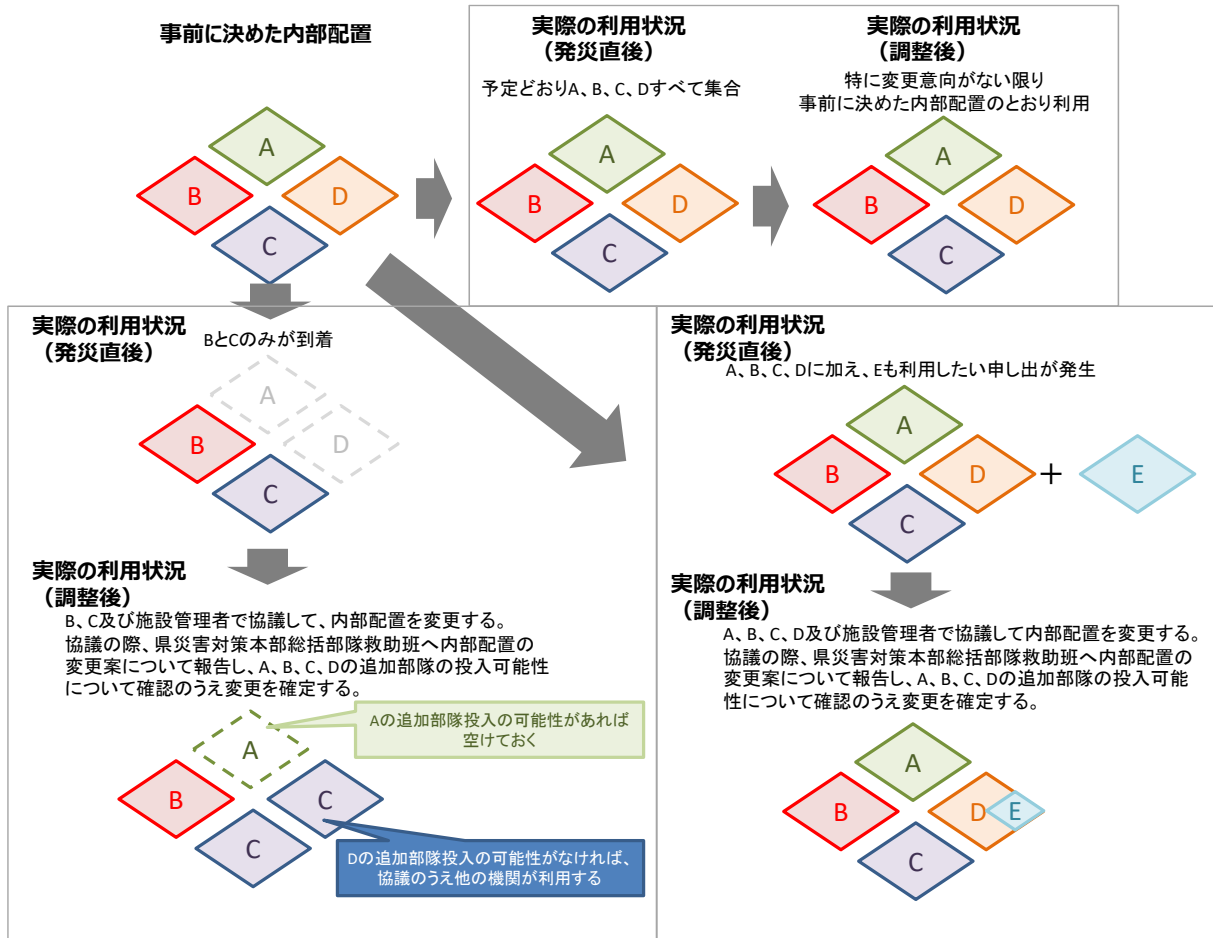 事前に決めた内部配置
A
B
D
C
実際の利用状況
（発災直後）
予定どおりA、B、C、Dすべて集合
A
B
D
C
実際の利用状況
（調整後）
特に変更意向がない限り
事前に決めた内部配置のとおり利用
A
B
D
C
実際の利用状況
（発災直後）
BとCのみが到着
A
B
D
C
実際の利用状況
（調整後）
B、C及び施設管理者で協議して、内部配置を変更する。
協議の際、県災害対策本部総括部隊救助班へ内部配置の
変更案について報告し、A、B、C、Dの追加部隊の投入可能性
について確認のうえ変更を確定する。
Aの追加部隊投入の可能性があれば
空けておく
A
B
C
C
Dの追加部隊投入の可能性がなければ、
協議のうえ他の機関が利用する
実際の利用状況
（発災直後）
A、B、C、Dに加え、Eも利用したい申し出が発生
A
B
D
＋
E
C
実際の利用状況
（調整後）
A、B、C、D及び施設管理者で協議して内部配置を変更する。
協議の際、県災害対策本部総括部隊救助班へ内部配置の
変更案について報告し、A、B、C、Dの追加部隊の投入可能
性について確認のうえ変更を確定する。
A
B
D
E
C